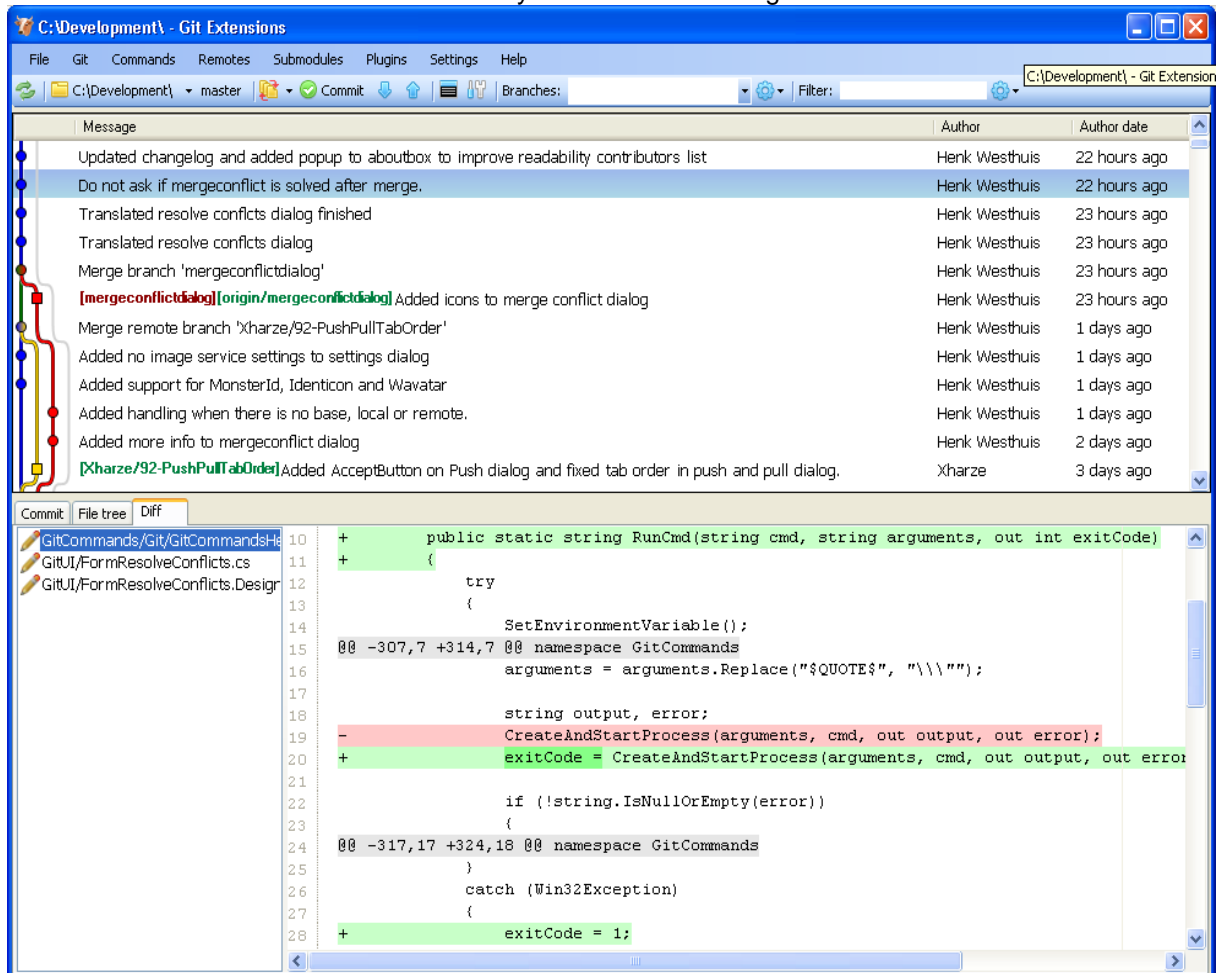 C:\Development\ - Git Extensions
File Git Commands Remotes Submodules Plugins Settings Help
C:\Development\ - Git Extension
C:\Development\ master Commit Branches: Filter:
Message Author Author date
Updated changelog and added popup to aboutbox to improve readability contributors list Henk Westhuis 22 hours ago
Do not ask if mergeconflict is solved after merge. Henk Westhuis 22 hours ago
Translated resolve conflcts dialog finished Henk Westhuis 23 hours ago
Translated resolve conflcts dialog Henk Westhuis 23 hours ago
Merge branch 'mergeconflictdialog' Henk Westhuis 23 hours ago
[mergeconflictdialog][origin/mergeconflictdialog] Added icons to merge conflict dialog Henk Westhuis 23 hours ago
Merge remote branch 'Xharze/92-PushPullTabOrder' Henk Westhuis 1 days ago
Added no image service settings to settings dialog Henk Westhuis 1 days ago
Added support for MonsterId, Identicon and Wavatar Henk Westhuis 1 days ago
Added handling when there is no base, local or remote. Henk Westhuis 1 days ago
Added more info to mergeconflict dialog Henk Westhuis 2 days ago
[Xharze/92-PushPullTabOrder] Added AcceptButton on Push dialog and fixed tab order in push and pull dialog. Xharze 3 days ago
Commit File tree Diff
GitCommands/Git/GitCommandsHe
GitUI/FormResolveConflicts.cs
GitUI/FormResolveConflicts.Design
10 + public static string RunCmd(string cmd, string arguments, out int exitCode)
11 + {
12 try
13 {
14 SetEnvironmentVariable();
15 @@ -307,7 +314,7 @@ namespace GitCommands
16 arguments = arguments.Replace("$QUOTE$", "\\\"");
17
18 string output, error;
19 - CreateAndStartProcess(arguments, cmd, out output, out error);
20 + exitCode = CreateAndStartProcess(arguments, cmd, out output, out error
21
22 if (!string.IsNullOrEmpty(error))
23 {
24 @@ -317,17 +324,18 @@ namespace GitCommands
25 }
26 catch (Win32Exception)
27 {
28 + exitCode = 1;